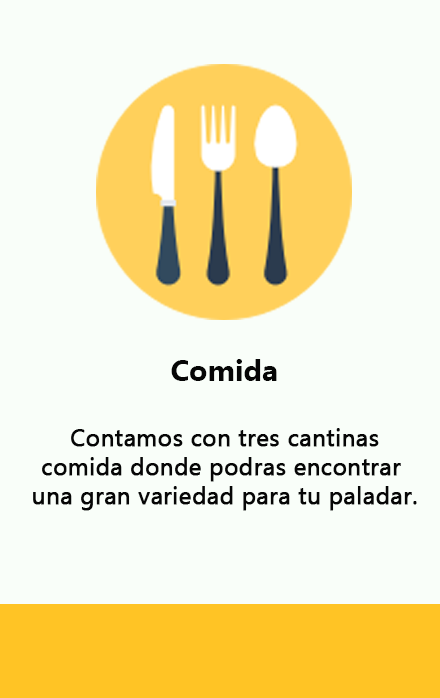 Comida
Contamos con tres cantinas
comida donde podras encontrar
una gran variedad para tu paladar.